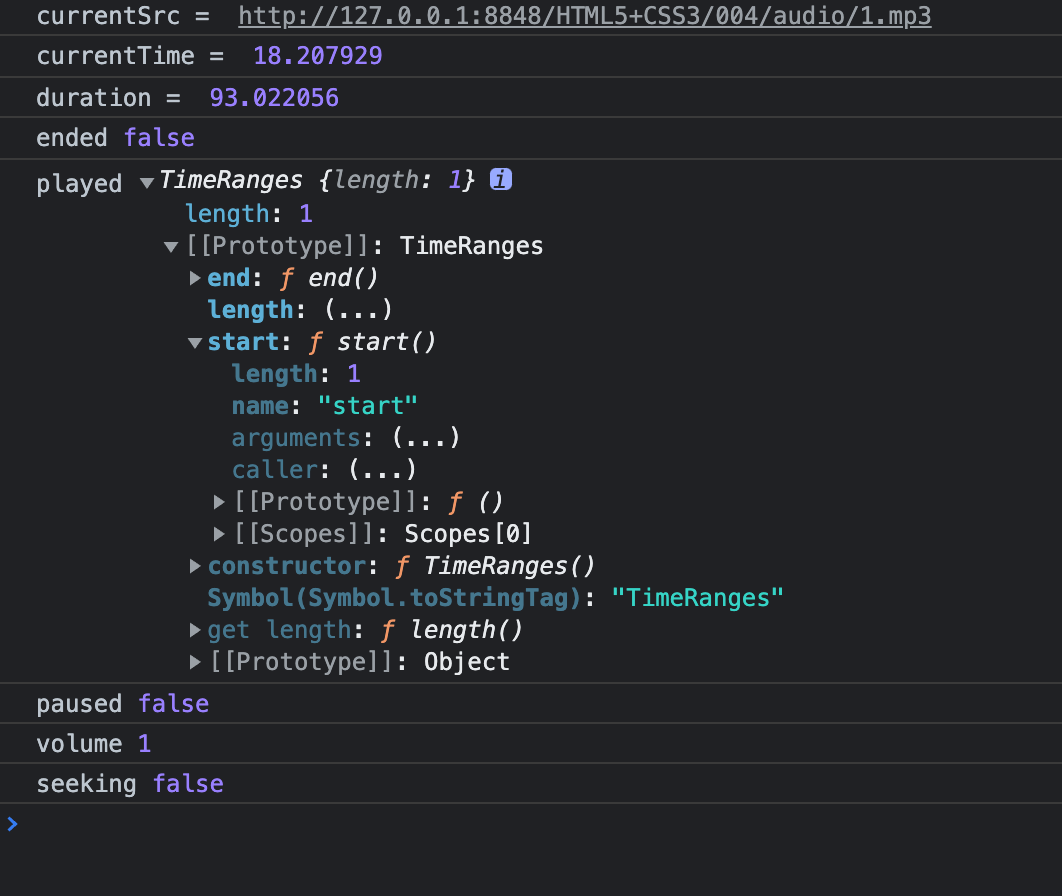 currentSrc =  http://127.0.0.1:8848/HTML5+CSS3/004/audio/1.mp3
currentTime =  18.207929
duration =  93.022056
ended false
played ▼TimeRanges {length: 1} i
length: 1
▼[[Prototype]]: TimeRanges
▶end: ƒ end()
length: (...)
▼start: ƒ start()
length: 1
name: "start"
arguments: (...)
caller: (...)
▶[[Prototype]]: ƒ ()
▶[[Scopes]]: Scopes[0]
▶constructor: ƒ TimeRanges()
Symbol(Symbol.toStringTag): "TimeRanges"
▶get length: ƒ length()
▶[[Prototype]]: Object
paused false
volume 1
seeking false
>